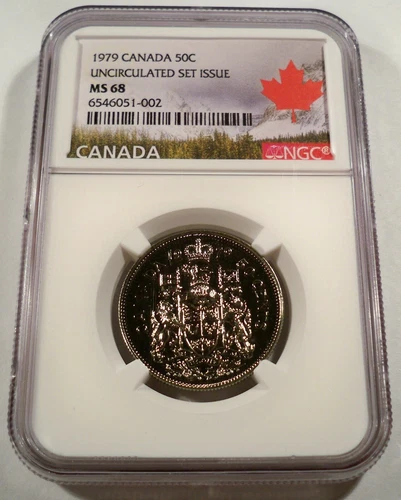 1979 CANADA 50C
UNCIRCULATED SET ISSUE
MS 68
6546051-002
CANADA
NGC®